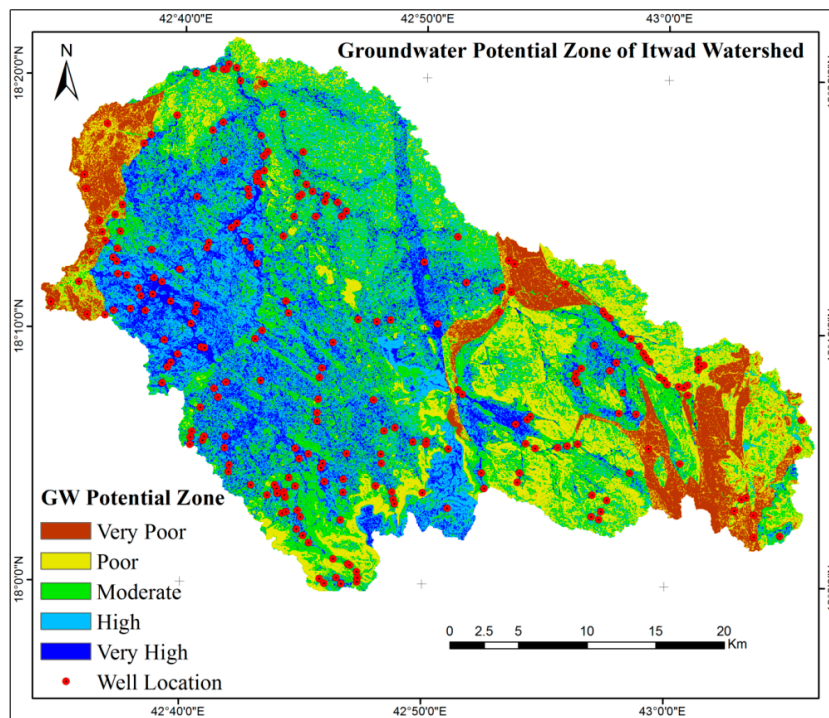 42°40'0"E 42°50'0"E 43°0'0"E
Groundwater Potential Zone of Itwad Watershed
N
18°20'0"N
18°10'0"N
18°0'0"N
GW Potential Zone
Very Poor
Poor
Moderate
High
Very High
Well Location
0 2.5 5 10 15 20
Km
42°40'0"E 42°50'0"E 43°0'0"E